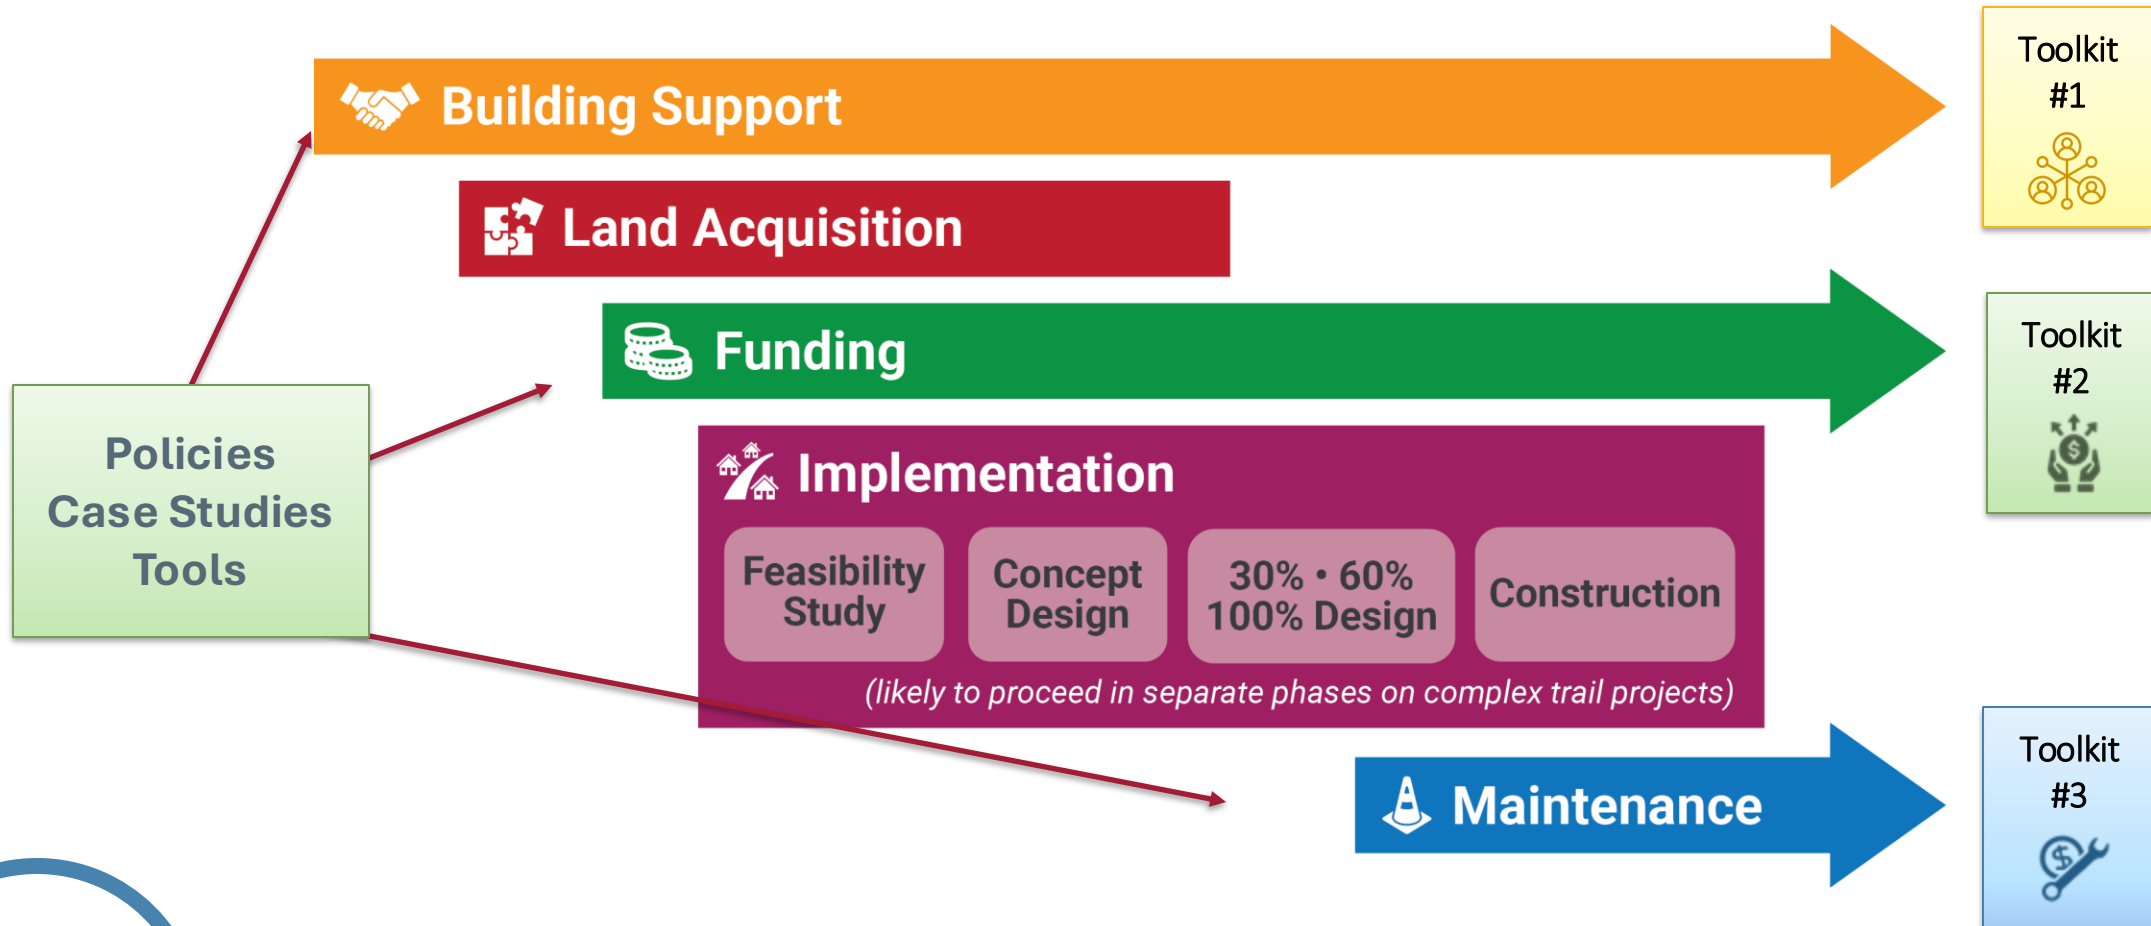 Building Support
Toolkit
#1
Land Acquisition
Funding
Toolkit
#2
Policies
Case Studies
Tools
Implementation
Feasibility
Study
Concept
Design
30% • 60%
100% Design
Construction
(likely to proceed in separate phases on complex trail projects)
Maintenance
Toolkit
#3